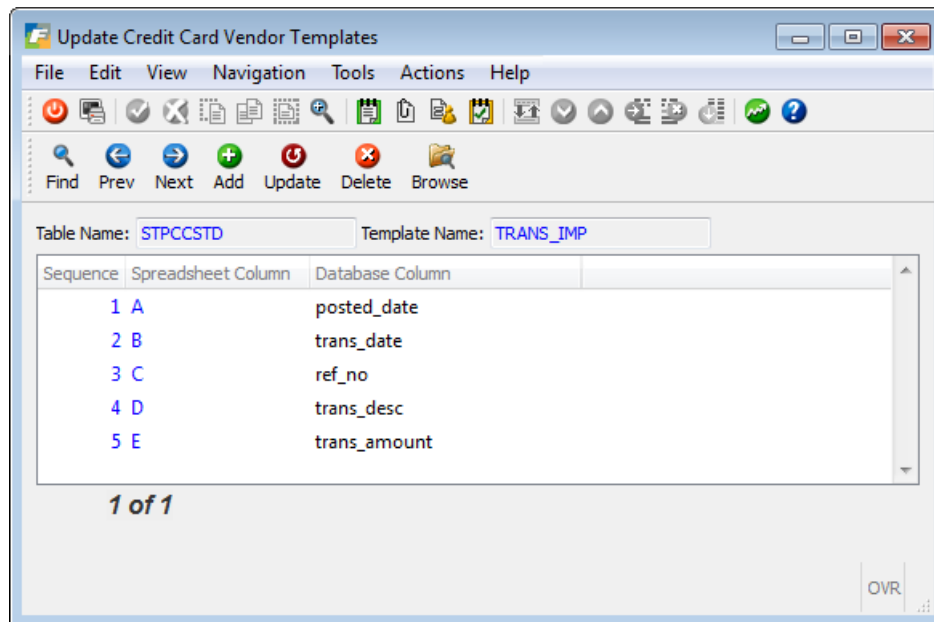 Update Credit Card Vendor Templates
File Edit View Navigation Tools Actions Help
Find Prev Next Add Update Delete Browse
Table Name: STPCCSTD Template Name: TRANS_IMP
Sequence Spreadsheet Column Database Column
1 A posted_date
2 B trans_date
3 C ref_no
4 D trans_desc
5 E trans_amount
1 of 1
OVR